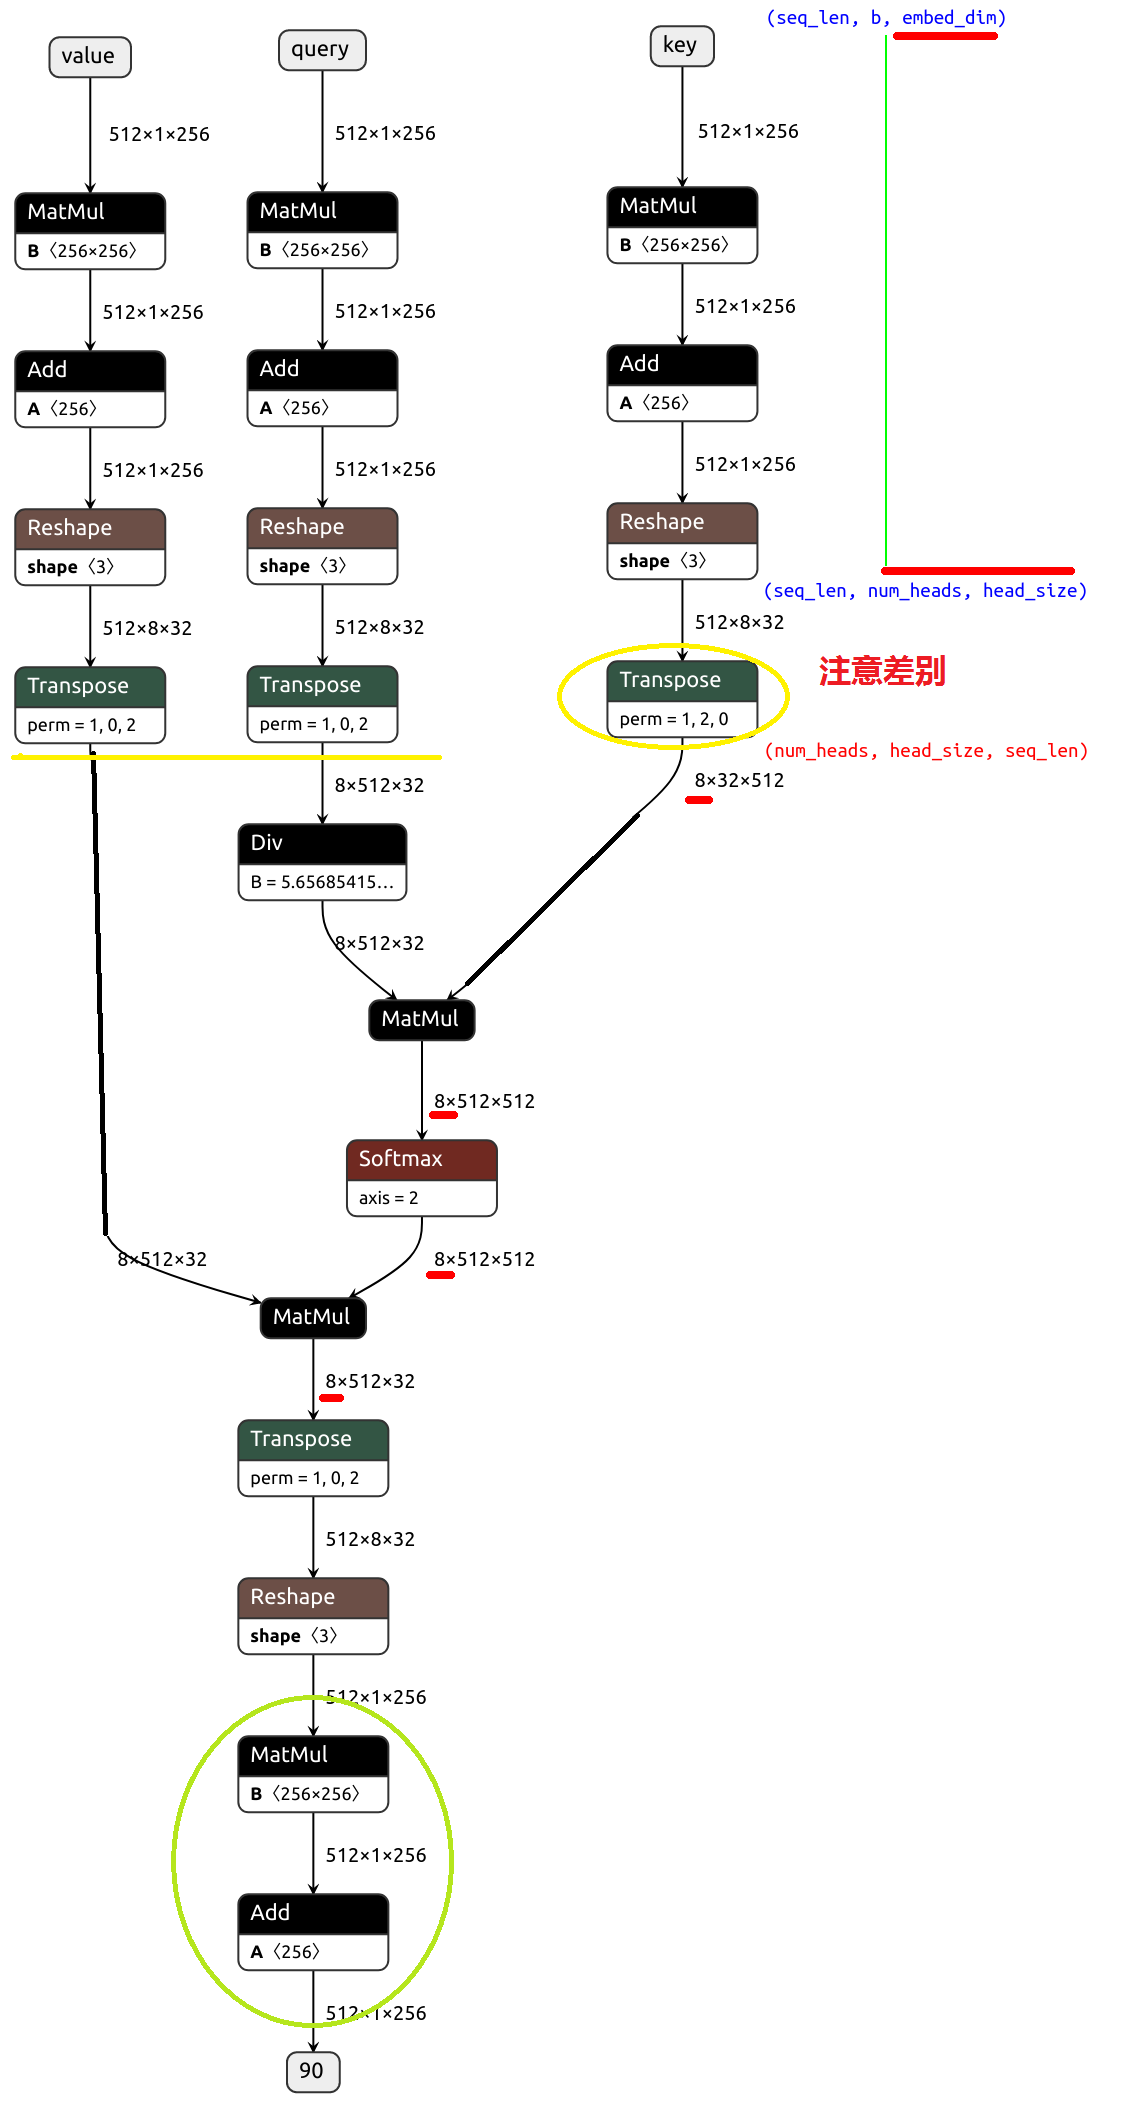 (seq_len, b, embed_dim)
value
query
key
512×1×256
512×1×256
512×1×256
MatMul
B〈256×256〉
MatMul
B〈256×256〉
MatMul
B〈256×256〉
512×1×256
512×1×256
512×1×256
Add
A〈256〉
Add
A〈256〉
Add
A〈256〉
512×1×256
512×1×256
512×1×256
Reshape
shape〈3〉
Reshape
shape〈3〉
Reshape
shape〈3〉
(seq_len, num_heads, head_size)
512×8×32
512×8×32
512×8×32
Transpose
perm = 1, 0, 2
Transpose
perm = 1, 0, 2
Transpose
perm = 1, 2, 0
注意差别
(num_heads, head_size, seq_len)
8×512×32
8×32×512
Div
B = 5.65685415…
8×512×32
MatMul
8×512×512
Softmax
axis = 2
8×512×32
8×512×512
MatMul
8×512×32
Transpose
perm = 1, 0, 2
512×8×32
Reshape
shape〈3〉
512×1×256
MatMul
B〈256×256〉
512×1×256
Add
A〈256〉
512×1×256
90